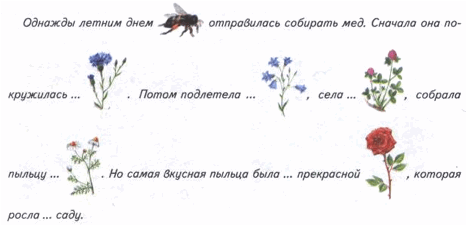 Однажды летним днем отправилась собирать мед. Сначала она по-
кружилась ... . Потом подлетела ... , села ... , собрала
пыльцу ... . Но самая вкусная пыльца была ... прекрасной , которая
росла ... саду.